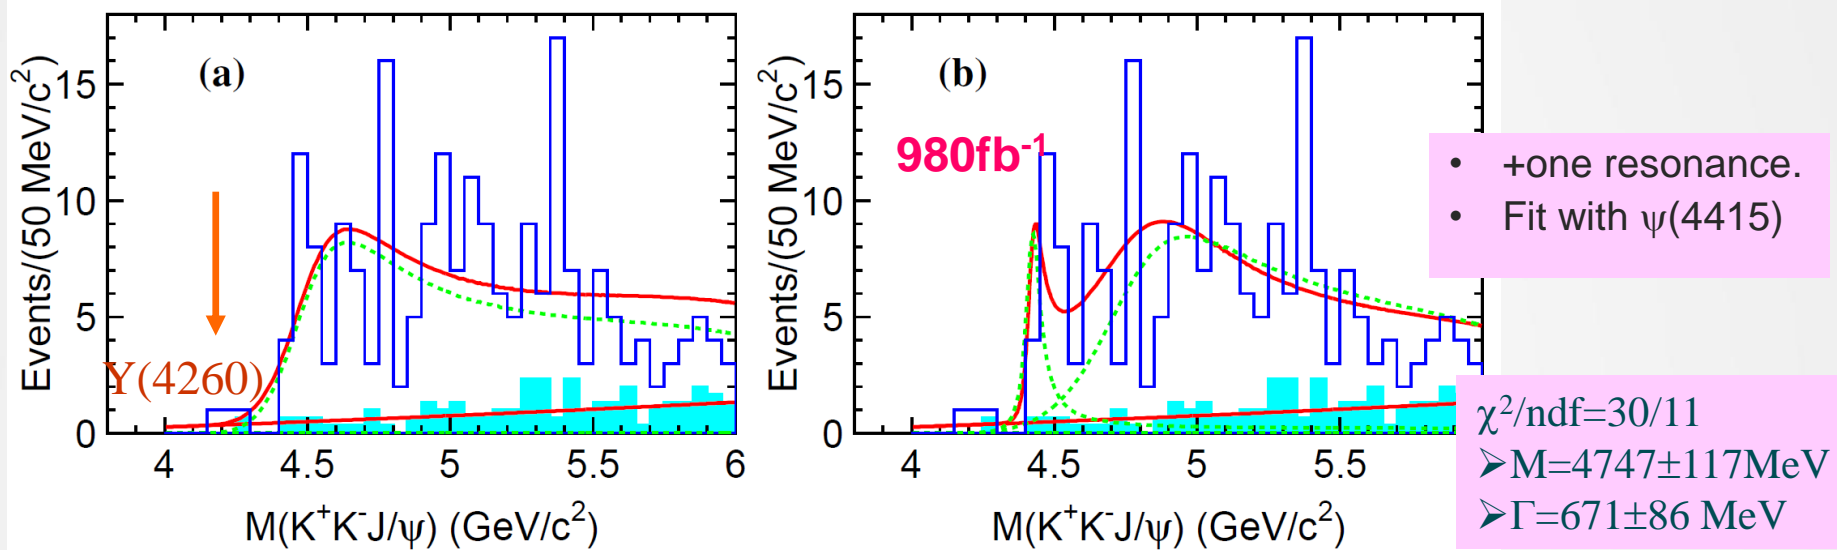 Events/(50 MeV/c²)
15
10
5
0
(a)
Y(4260)
4
4.5
5
5.5
6
M(K⁺K⁻J/ψ) (GeV/c²)
Events/(50 MeV/c²)
15
10
5
0
(b)
980fb⁻¹
4
4.5
5
5.5
M(K⁺K⁻J/ψ) (GeV/c²)
• +one resonance.
• Fit with ψ(4415)
χ²/ndf=30/11
➢M=4747±117MeV
➢Γ=671±86 MeV